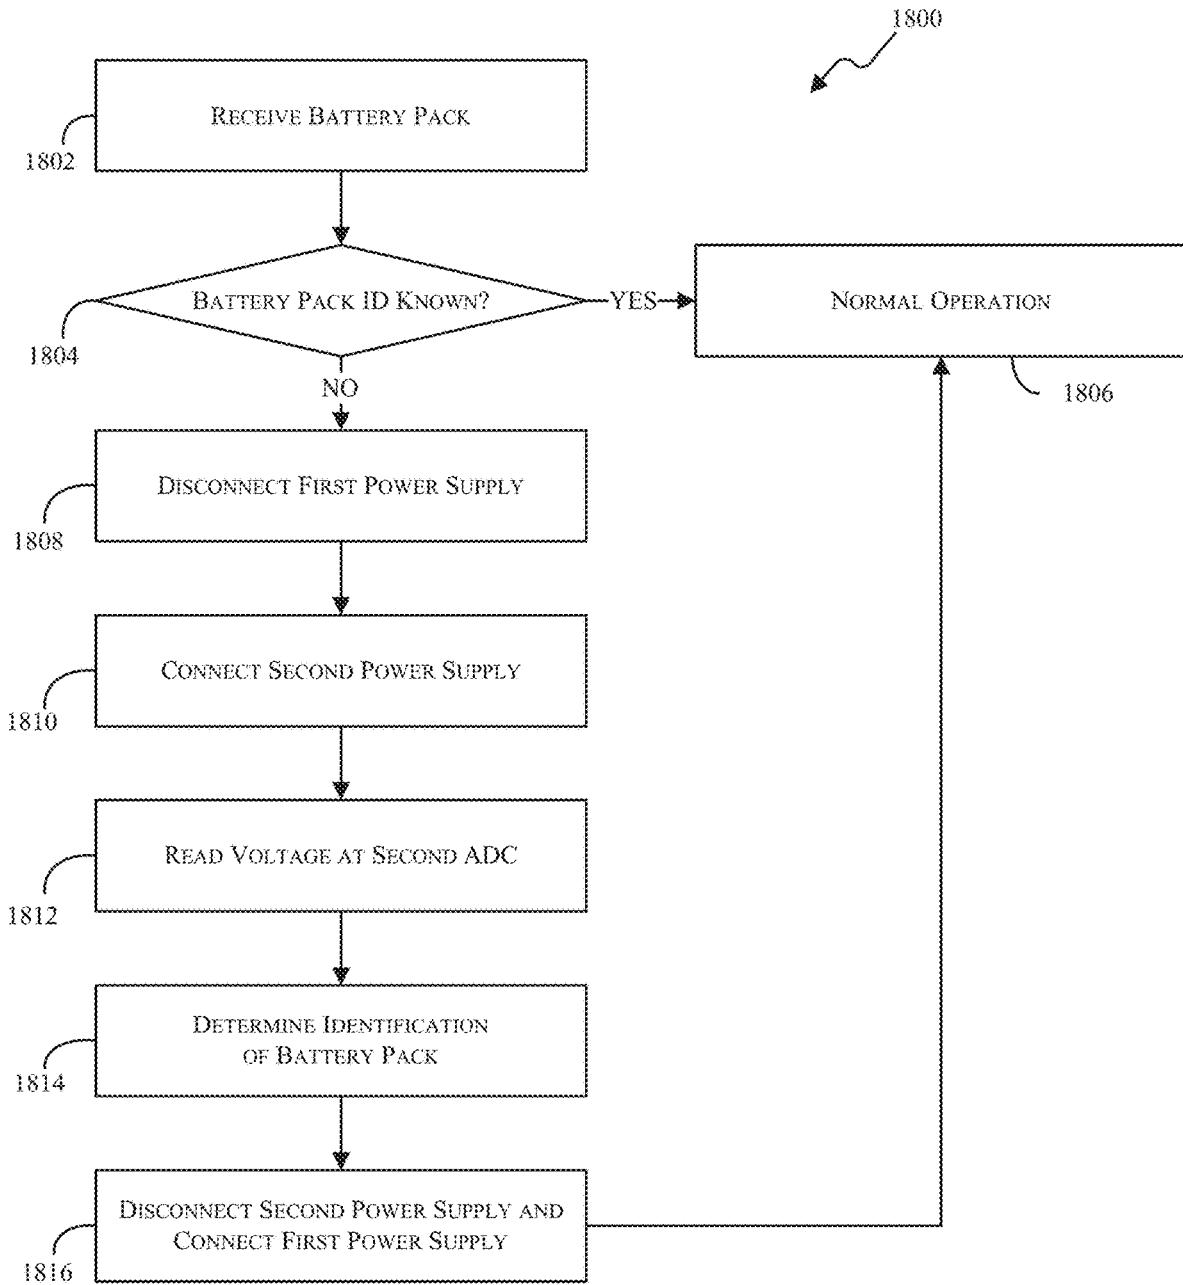 1800
RECEIVE BATTERY PACK
1802
BATTERY PACK ID KNOWN?
YES
NORMAL OPERATION
1804
NO
1806
DISCONNECT FIRST POWER SUPPLY
1808
CONNECT SECOND POWER SUPPLY
1810
READ VOLTAGE AT SECOND ADC
1812
DETERMINE IDENTIFICATION
OF BATTERY PACK
1814
DISCONNECT SECOND POWER SUPPLY AND
CONNECT FIRST POWER SUPPLY
1816